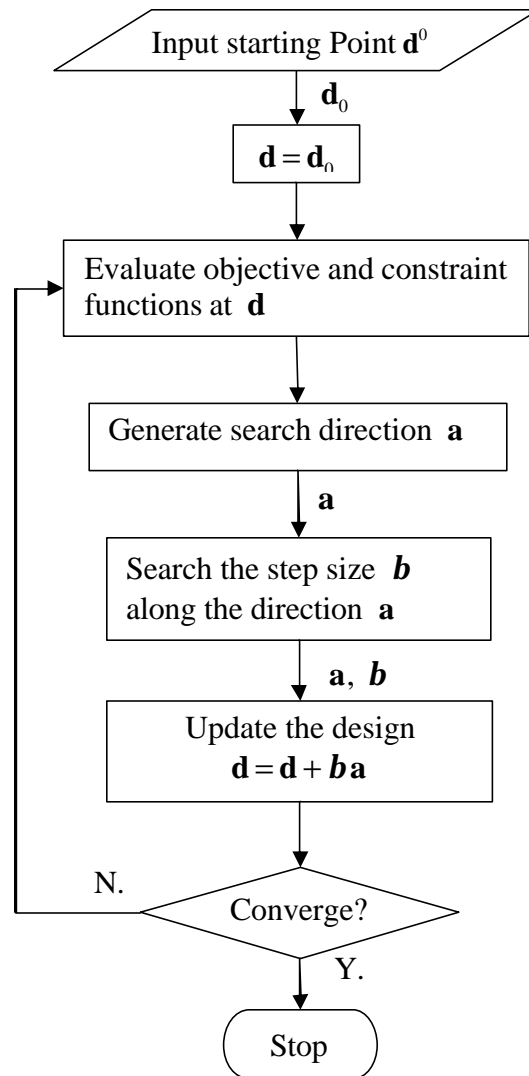 Input starting Point d⁰
d₀
d = d₀
Evaluate objective and constraint
functions at d
Generate search direction a
a
Search the step size b
along the direction a
a, b
Update the design
d = d + ba
N.
Converge?
Y.
Stop